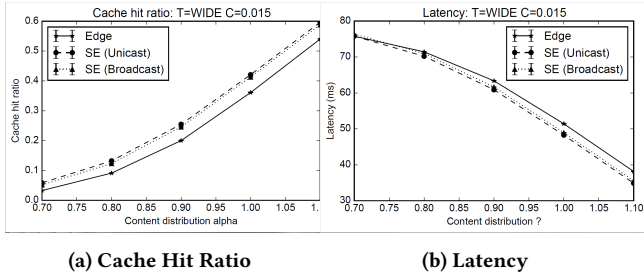 Cache hit ratio: T=WIDE C=0.015
0.6
0.5
0.4
0.3
0.2
0.1
0.0
Cache hit ratio
Edge
SE (Unicast)
SE (Broadcast)
0.70 0.75 0.80 0.85 0.90 0.95 1.00 1.05 1.
Content distribution alpha
(a) Cache Hit Ratio
Latency: T=WIDE C=0.015
80
70
60
50
40
30
Latency (ms)
Edge
SE (Unicast)
SE (Broadcast)
0.70 0.75 0.80 0.85 0.90 0.95 1.00 1.05 1.10
Content distribution ?
(b) Latency